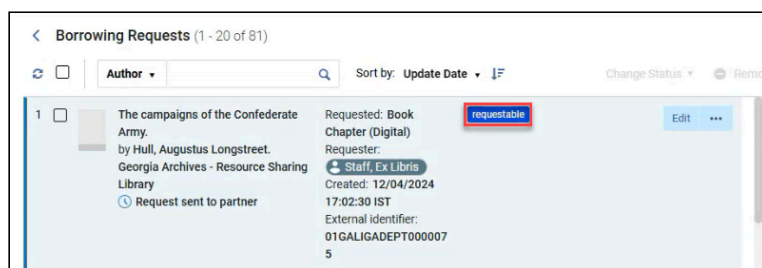 Borrowing Requests (1 - 20 of 81)
Author Sort by: Update Date Change Status
1 The campaigns of the Confederate Army.
by Hull, Augustus Longstreet.
Georgia Archives - Resource Sharing Library
Request sent to partner
Requested: Book
Chapter (Digital)
Requester:
Staff, Ex Libris
Created: 12/04/2024
17:02:30 IST
External identifier:
01GALIGADEPT000007
5
requestable
Edit